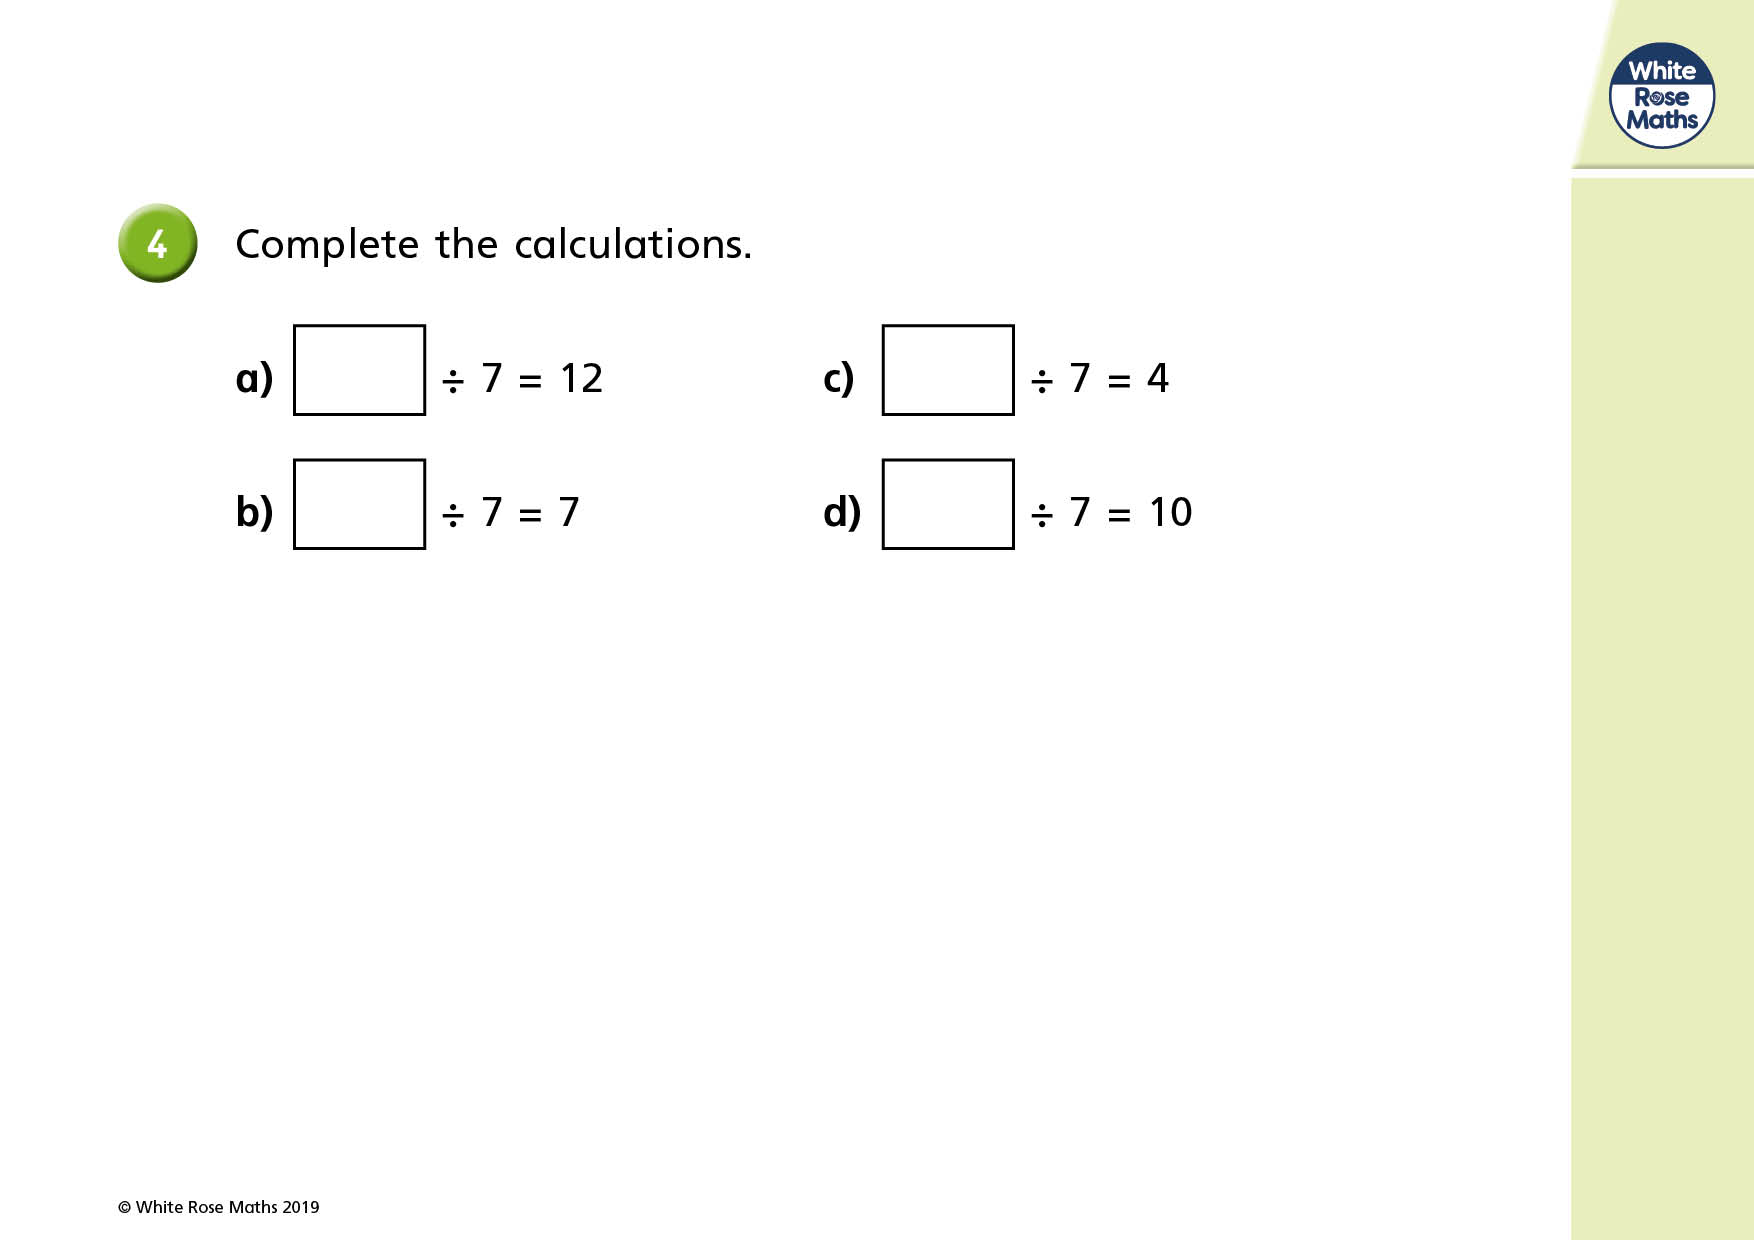 White
Rose
Maths
4 Complete the calculations.
a) ÷ 7 = 12
c) ÷ 7 = 4
b) ÷ 7 = 7
d) ÷ 7 = 10
© White Rose Maths 2019